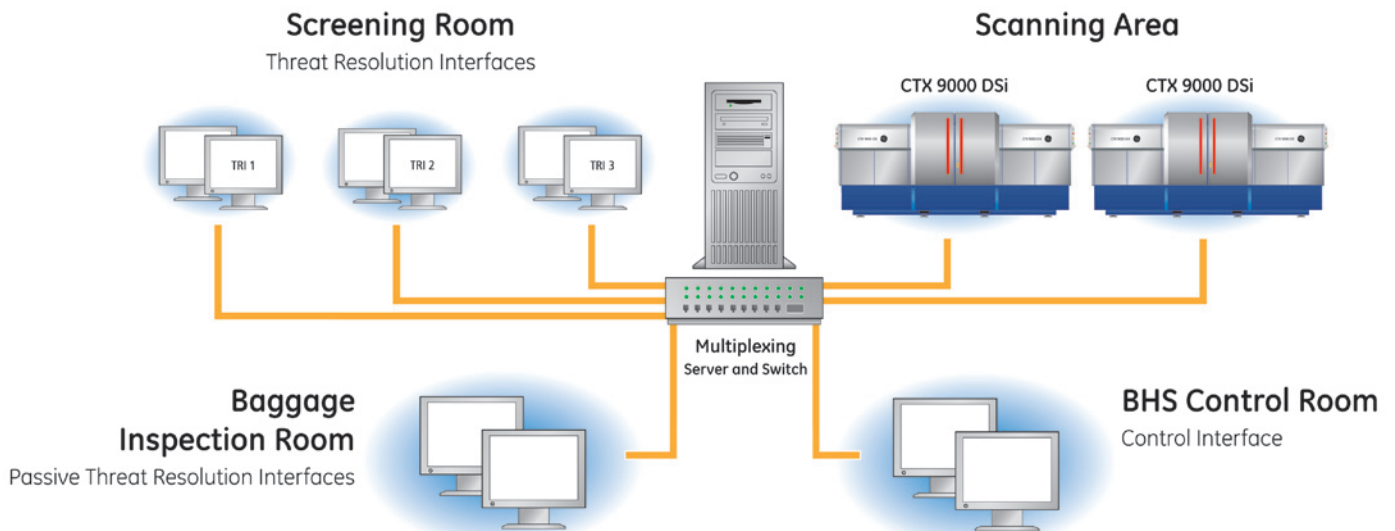 Screening Room
Threat Resolution Interfaces
TRI 1
TRI 2
TRI 3
Scanning Area
CTX 9000 DSi
CTX 9000 DSi
Multiplexing
Server and Switch
Baggage
Inspection Room
Passive Threat Resolution Interfaces
BHS Control Room
Control Interface